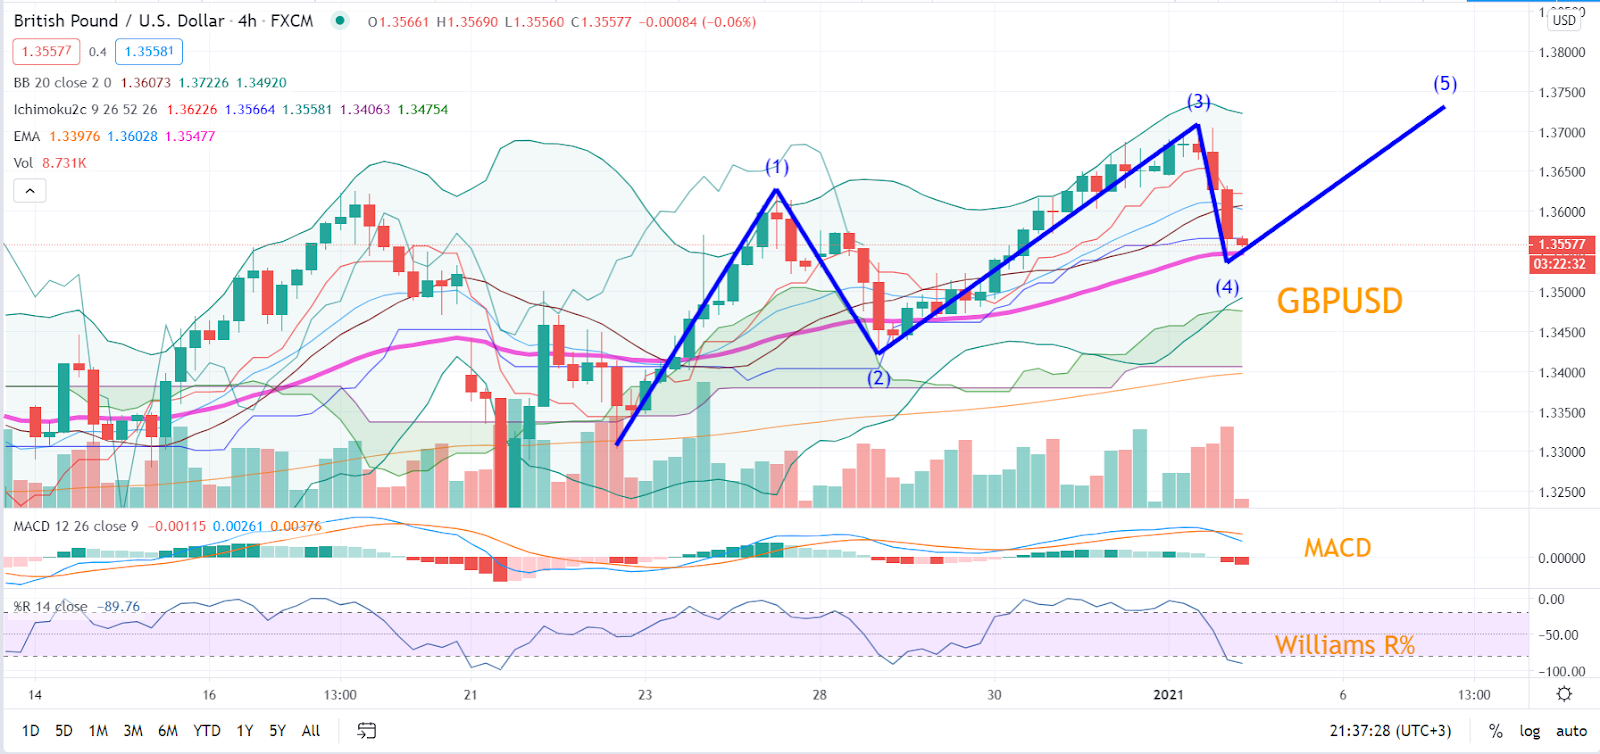 British Pound / U.S. Dollar · 4h · FXCM O1.35661 H1.35690 L1.35560 C1.35577 −0.00084 (−0.06%)
1.35577 0.4 1.35581
BB 20 close 2 0 1.36073 1.37226 1.34920
Ichimoku2c 9 26 52 26 1.36226 1.35664 1.35581 1.34063 1.34754
EMA 1.33976 1.36028 1.35477
Vol 8.731K
USD
1.38000
1.37500
1.37000
1.36500
1.36000
1.35577
03:22:32
1.35000
1.34500
1.34000
1.33500
1.33000
1.32500
(1)
(2)
(3)
(4)
(5)
GBPUSD
MACD 12 26 close 9 −0.00115 0.00261 0.00376
MACD
0.00000
%R 14 close −89.76
Williams R%
0.00
−50.00
−100.00
14 16 13:00 21 23 28 30 2021 6 13:00
1D 5D 1M 3M 6M YTD 1Y 5Y All 21:37:28 (UTC+3) % log auto